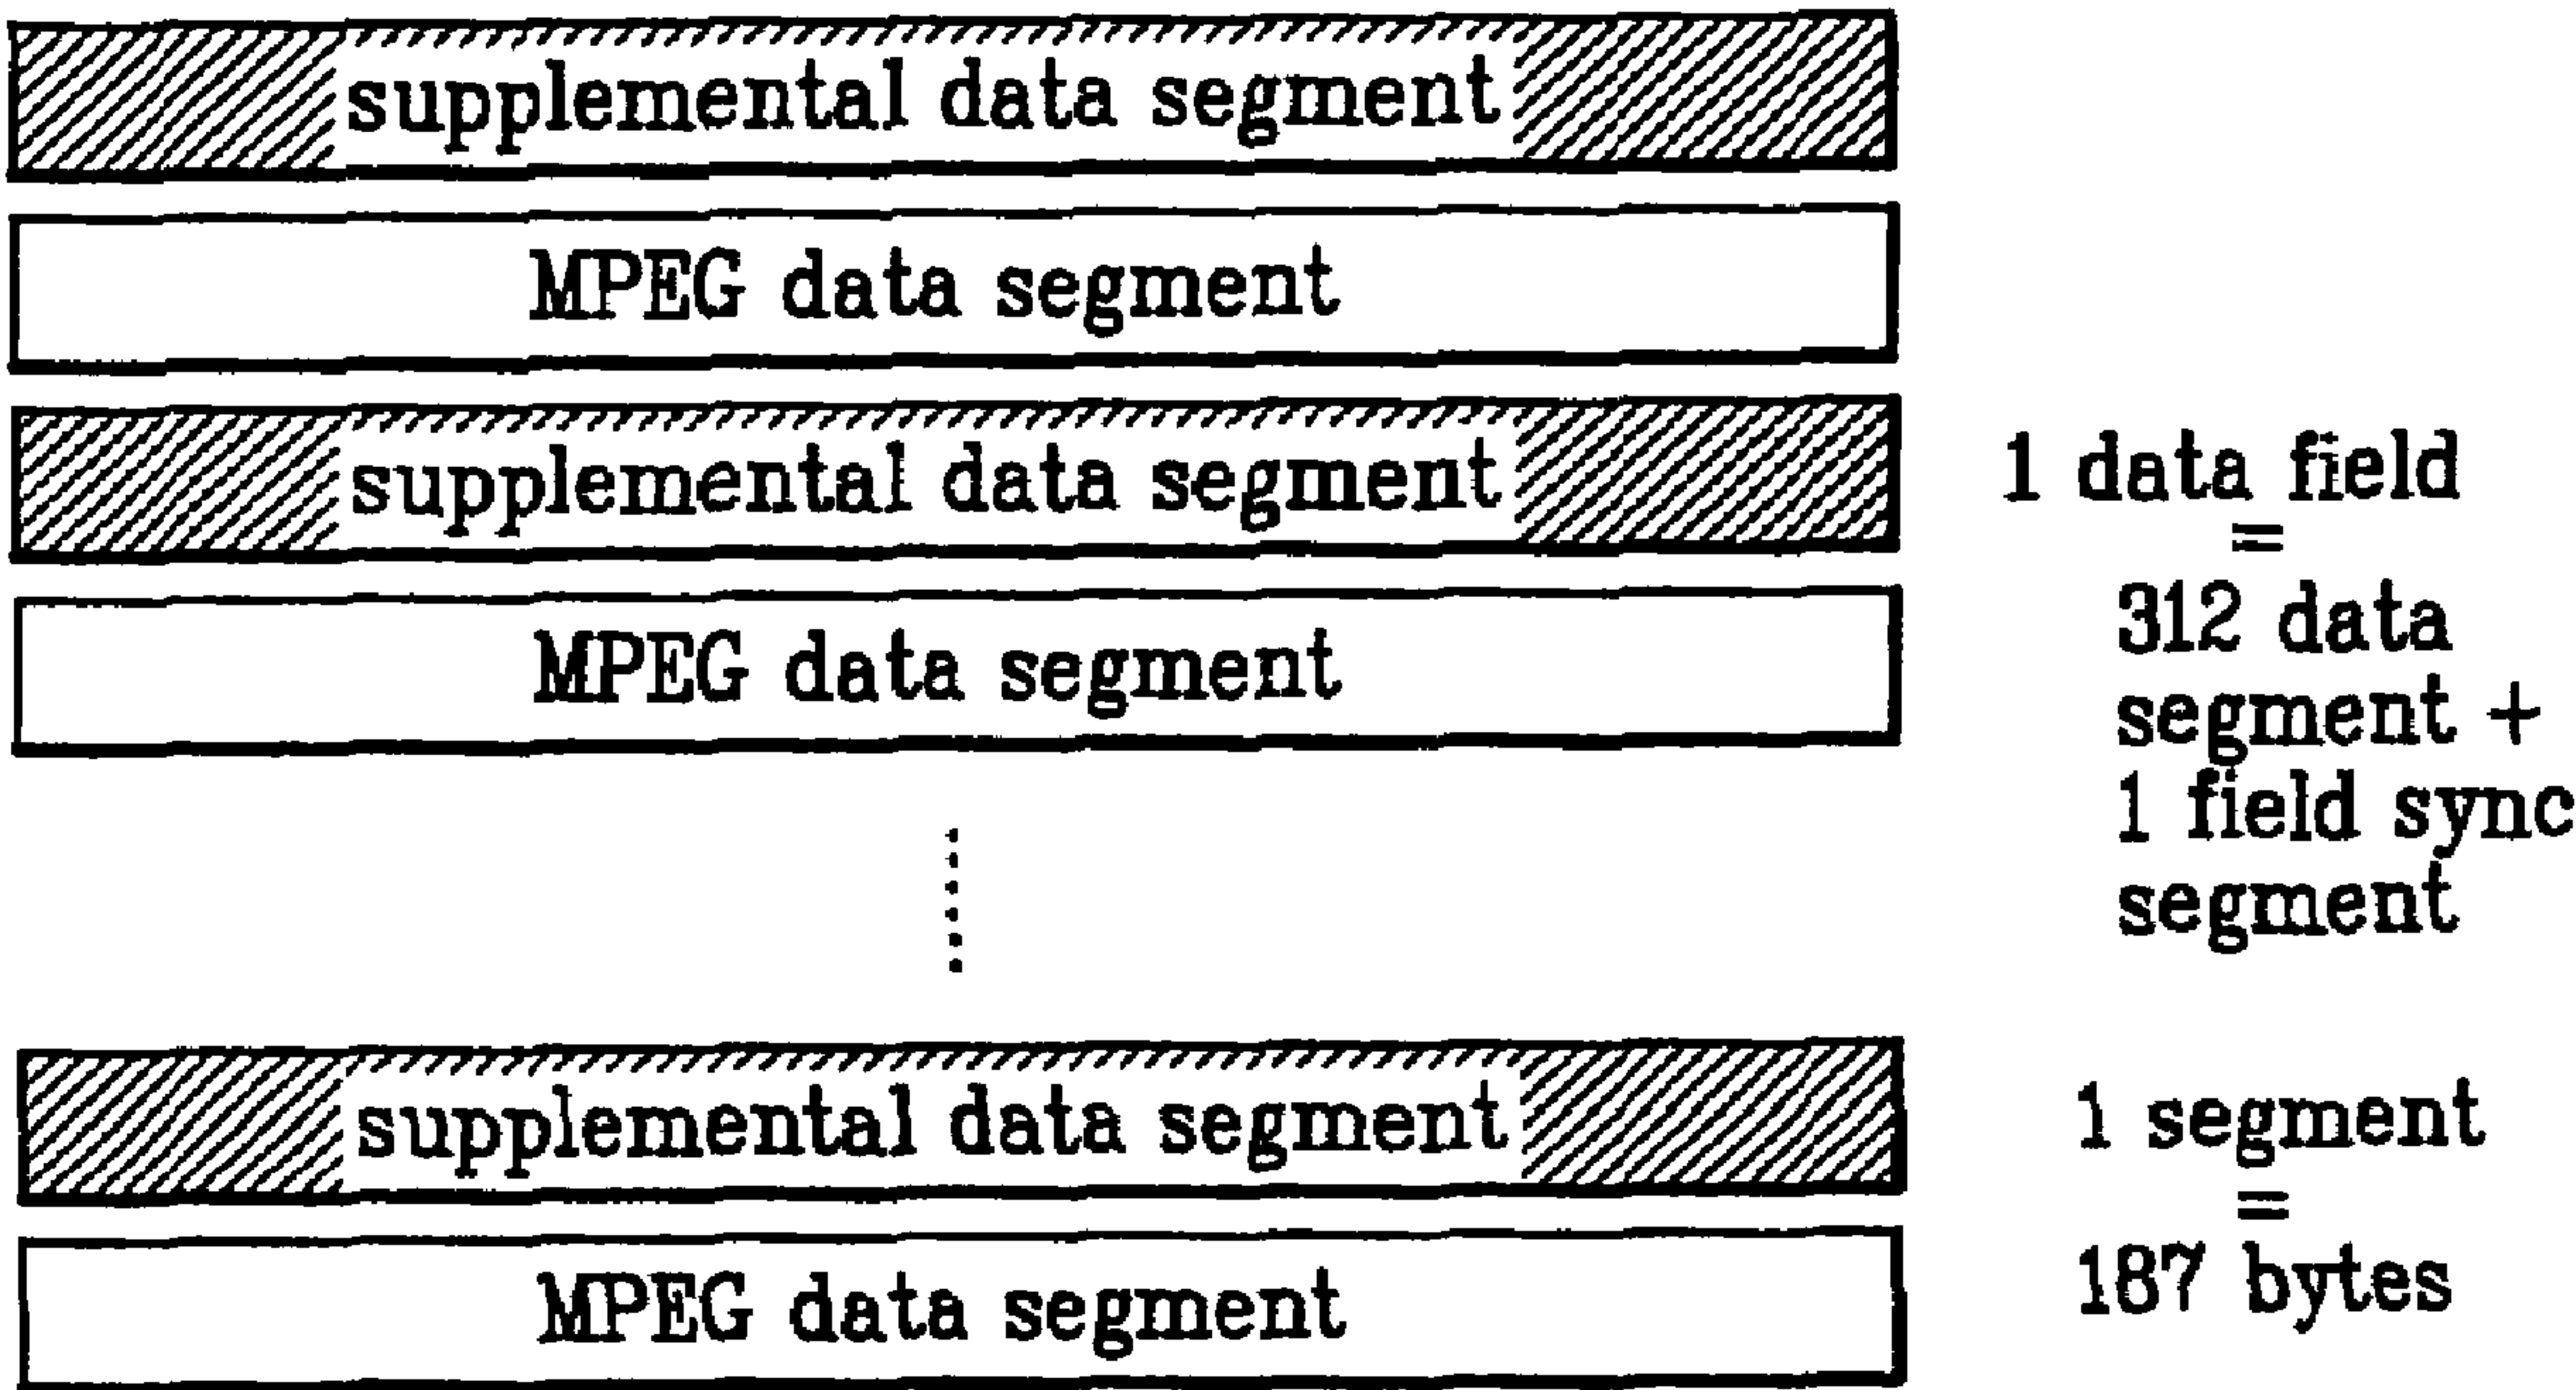 supplemental data segment
MPEG data segment
supplemental data segment
MPEG data segment
1 data field
=
312 data
segment +
1 field sync
segment
supplemental data segment
MPEG data segment
1 segment
=
187 bytes